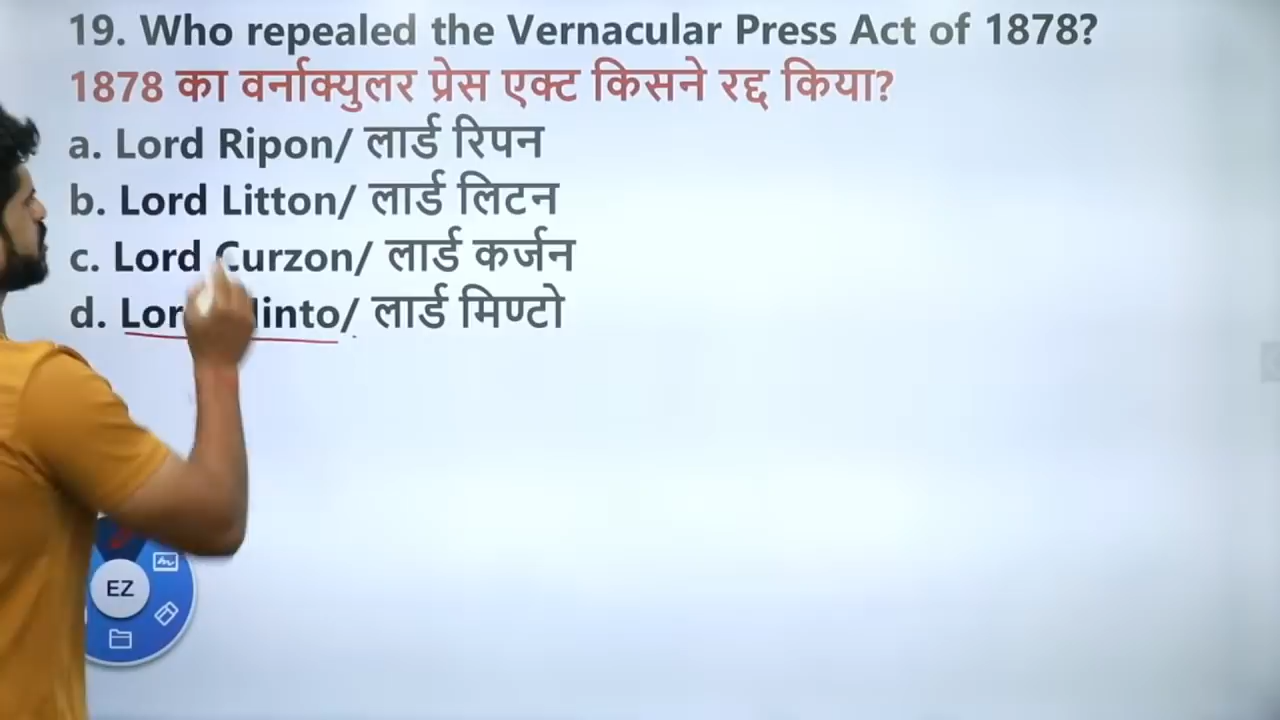 19. Who repealed the Vernacular Press Act of 1878?
1878 का वर्नाक्युलर प्रेस एक्ट किसने रद्द किया?
a. Lord Ripon/ लार्ड रिपन
b. Lord Litton/ लार्ड लिटन
c. Lord Curzon/ लार्ड कर्जन
d. / लार्ड मिण्टो
EZ